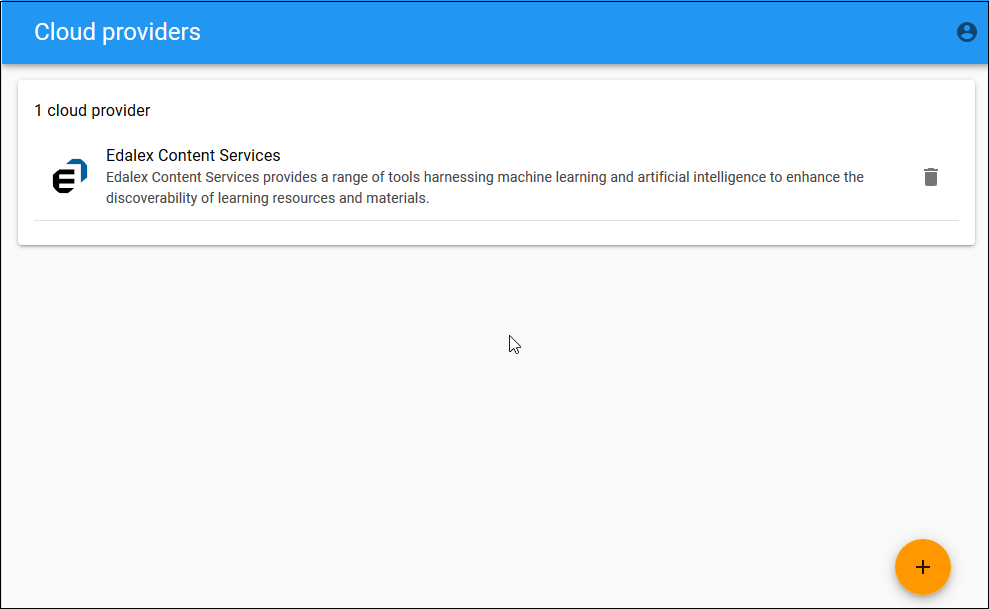 Cloud providers
1 cloud provider
Edalex Content Services
Edalex Content Services provides a range of tools harnessing machine learning and artificial intelligence to enhance the
discoverability of learning resources and materials.